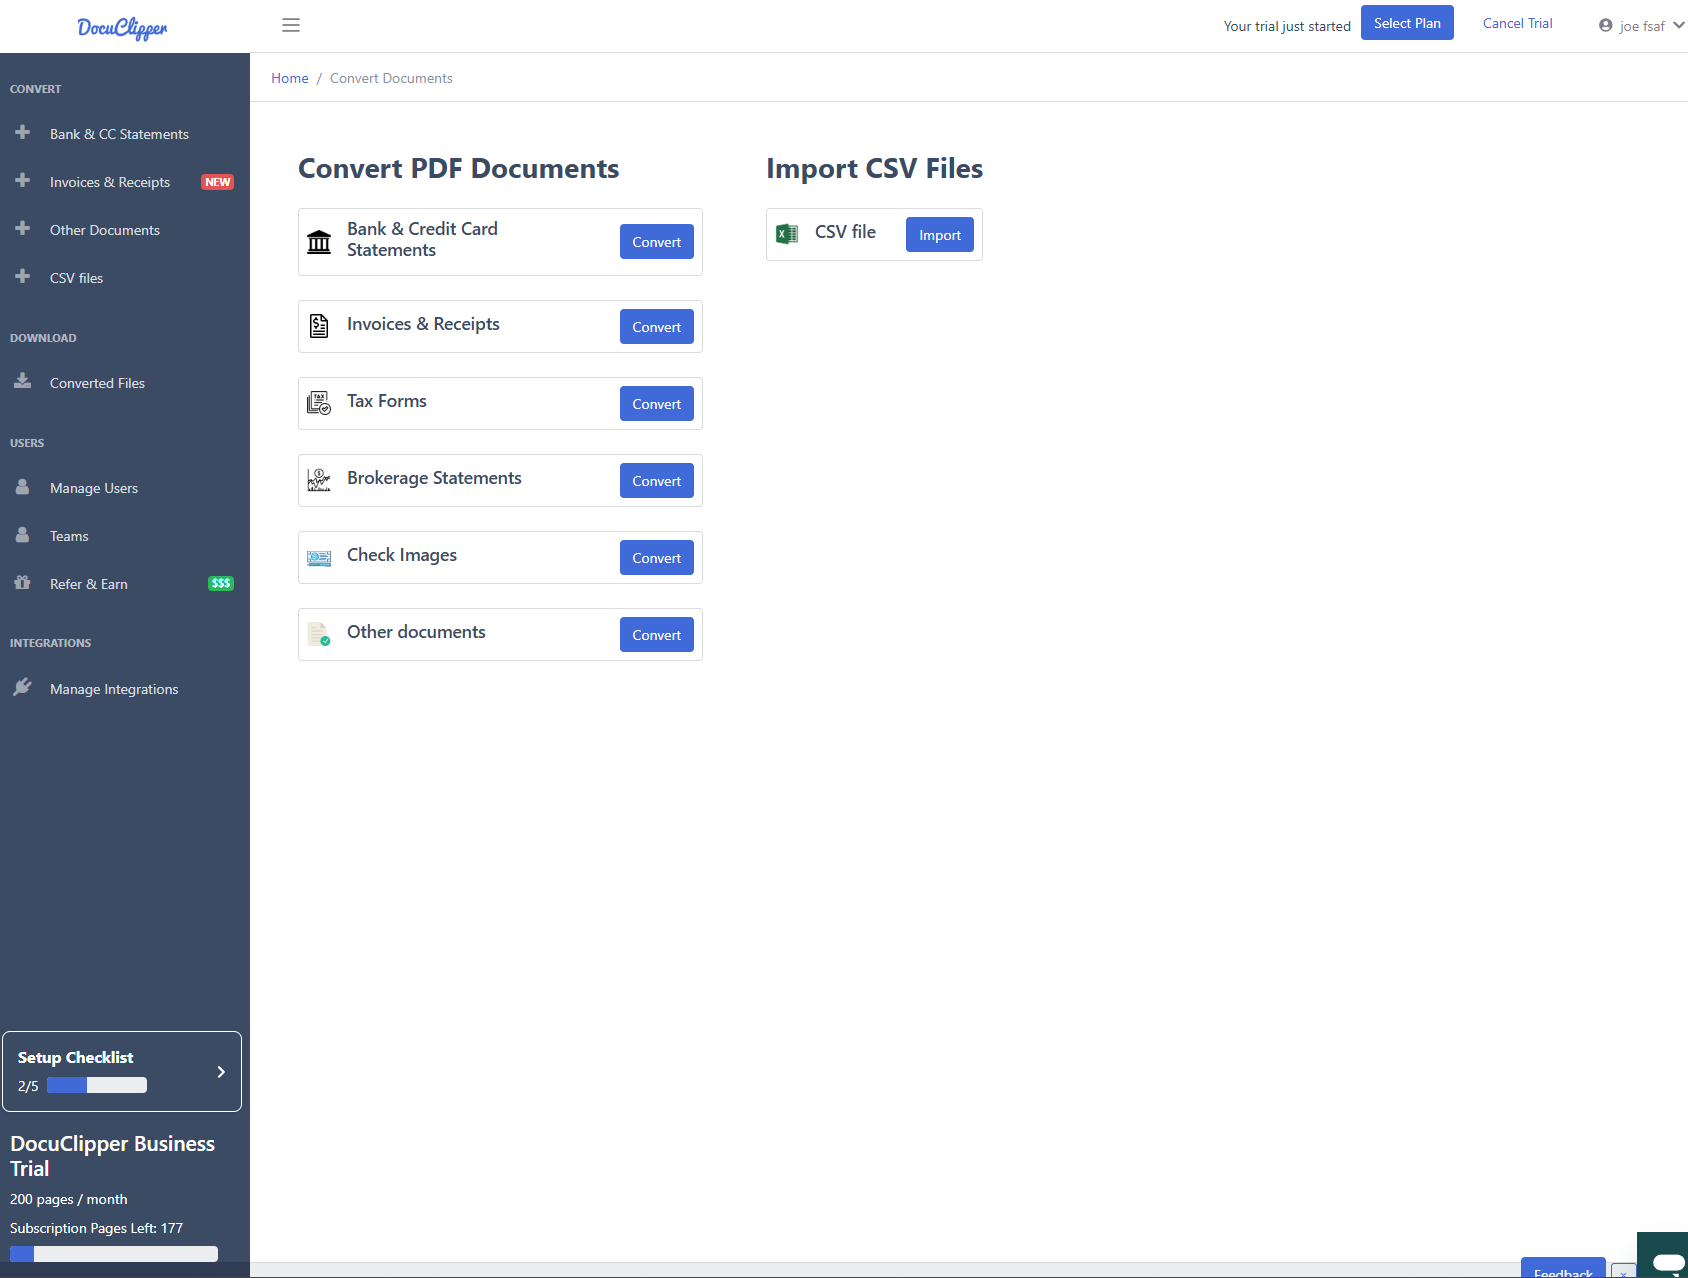 DocuClipper
Your trial just started
Select Plan
Cancel Trial
joe fsaf
CONVERT
Bank & CC Statements
Invoices & Receipts NEW
Other Documents
CSV files
DOWNLOAD
Converted Files
USERS
Manage Users
Teams
Refer & Earn $$$
INTEGRATIONS
Manage Integrations
Setup Checklist
2/5
DocuClipper Business
Trial
200 pages / month
Subscription Pages Left: 177
Home / Convert Documents
Convert PDF Documents
Bank & Credit Card
Statements
Convert
Invoices & Receipts
Convert
Tax Forms
Convert
Brokerage Statements
Convert
Check Images
Convert
Other documents
Convert
Import CSV Files
CSV file
Import
Feedback